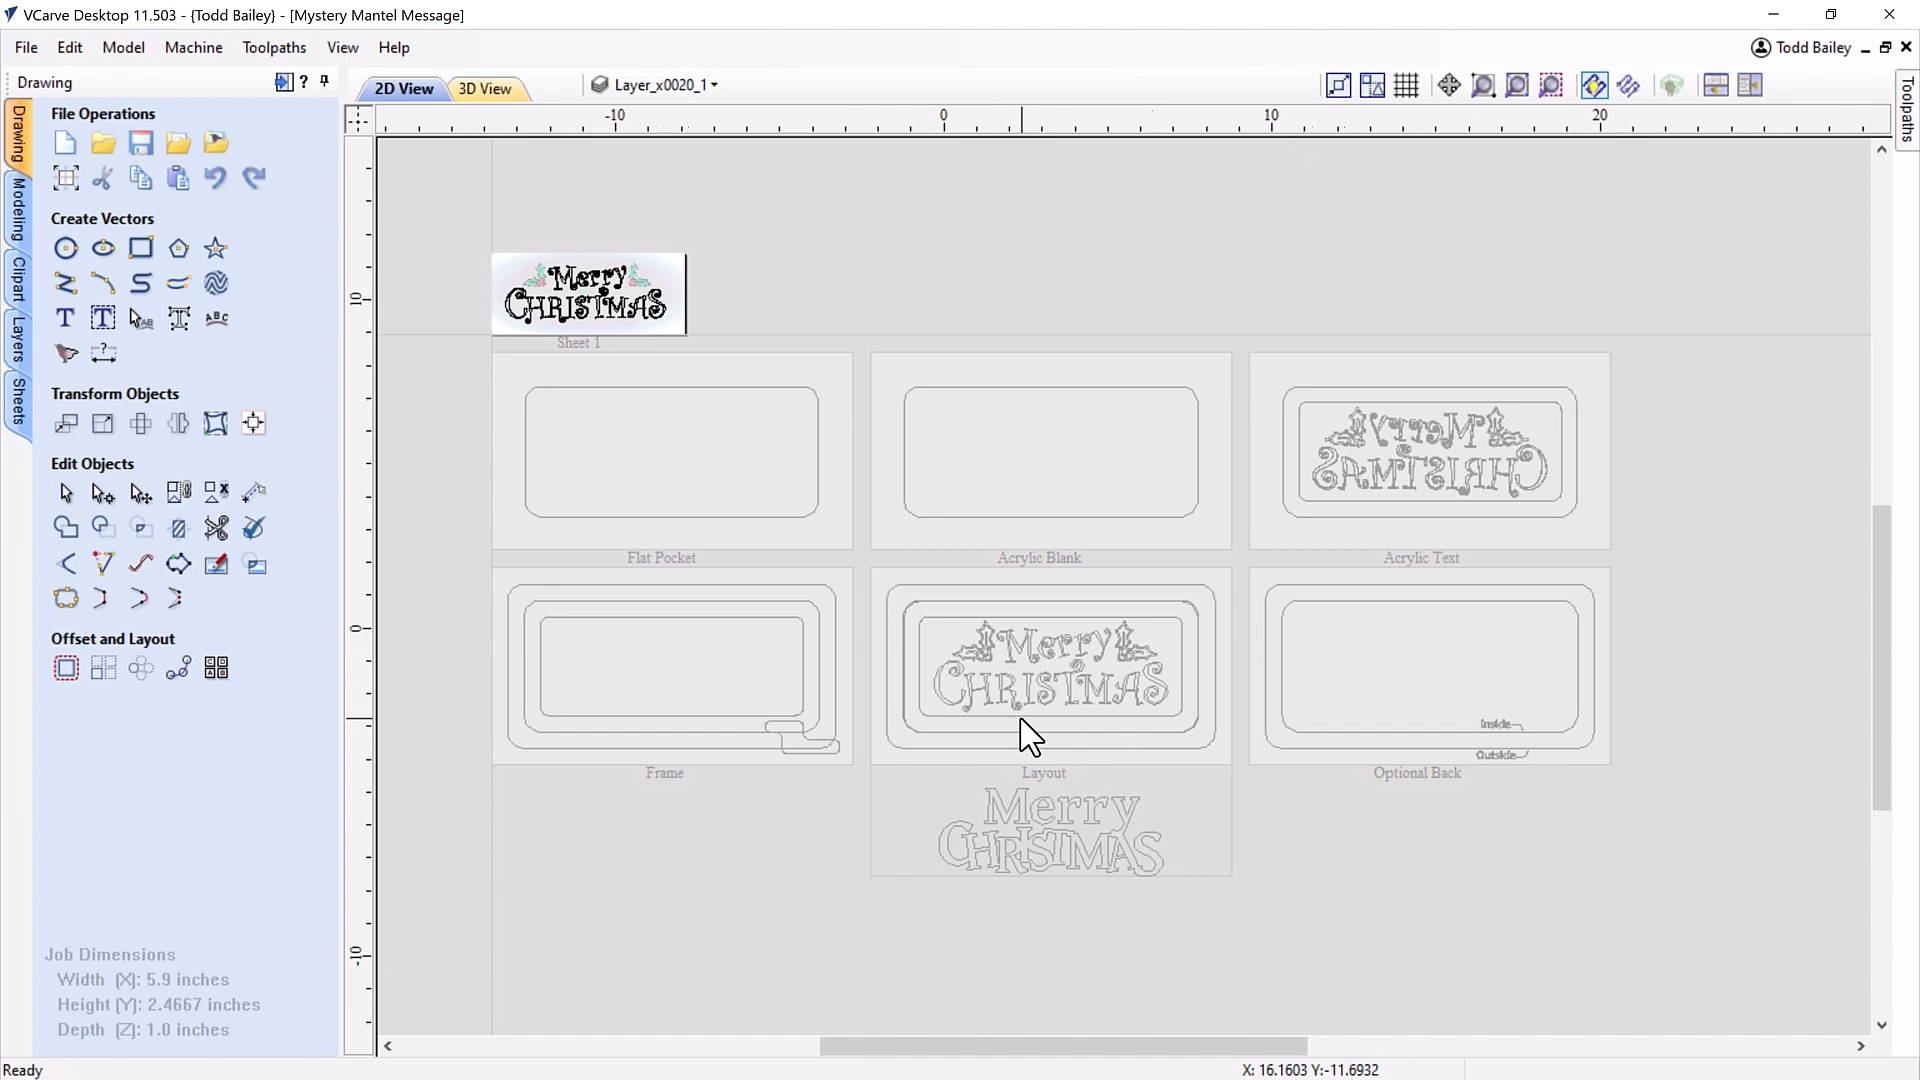 VCarve Desktop 11.503 - {Todd Bailey} - [Mystery Mantel Message]
File Edit Model Machine Toolpaths View Help
Todd Bailey
Drawing
?
2D View
3D View
Layer_x0020_1
Toolpaths
Drawing
Modeling
Clipart
Layers
Sheets
File Operations
Create Vectors
Transform Objects
Edit Objects
Offset and Layout
Job Dimensions
Width (X): 5.9 inches
Height (Y): 2.4667 inches
Depth (Z): 1.0 inches
-10 0 10 20
10
0
-10
Merry
CHRISTMAS
Sheet 1
Flat Pocket
Acrylic Blank
Merry
CHRISTMAS
Acrylic Text
Frame
Merry
CHRISTMAS
Layout
Inside
Outside
Optional Back
Merry
CHRISTMAS
Ready
X: 16.1603 Y:-11.6932